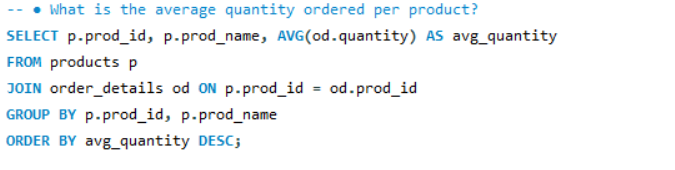 -- • What is the average quantity ordered per product?
SELECT p.prod_id, p.prod_name, AVG(od.quantity) AS avg_quantity
FROM products p
JOIN order_details od ON p.prod_id = od.prod_id
GROUP BY p.prod_id, p.prod_name
ORDER BY avg_quantity DESC;